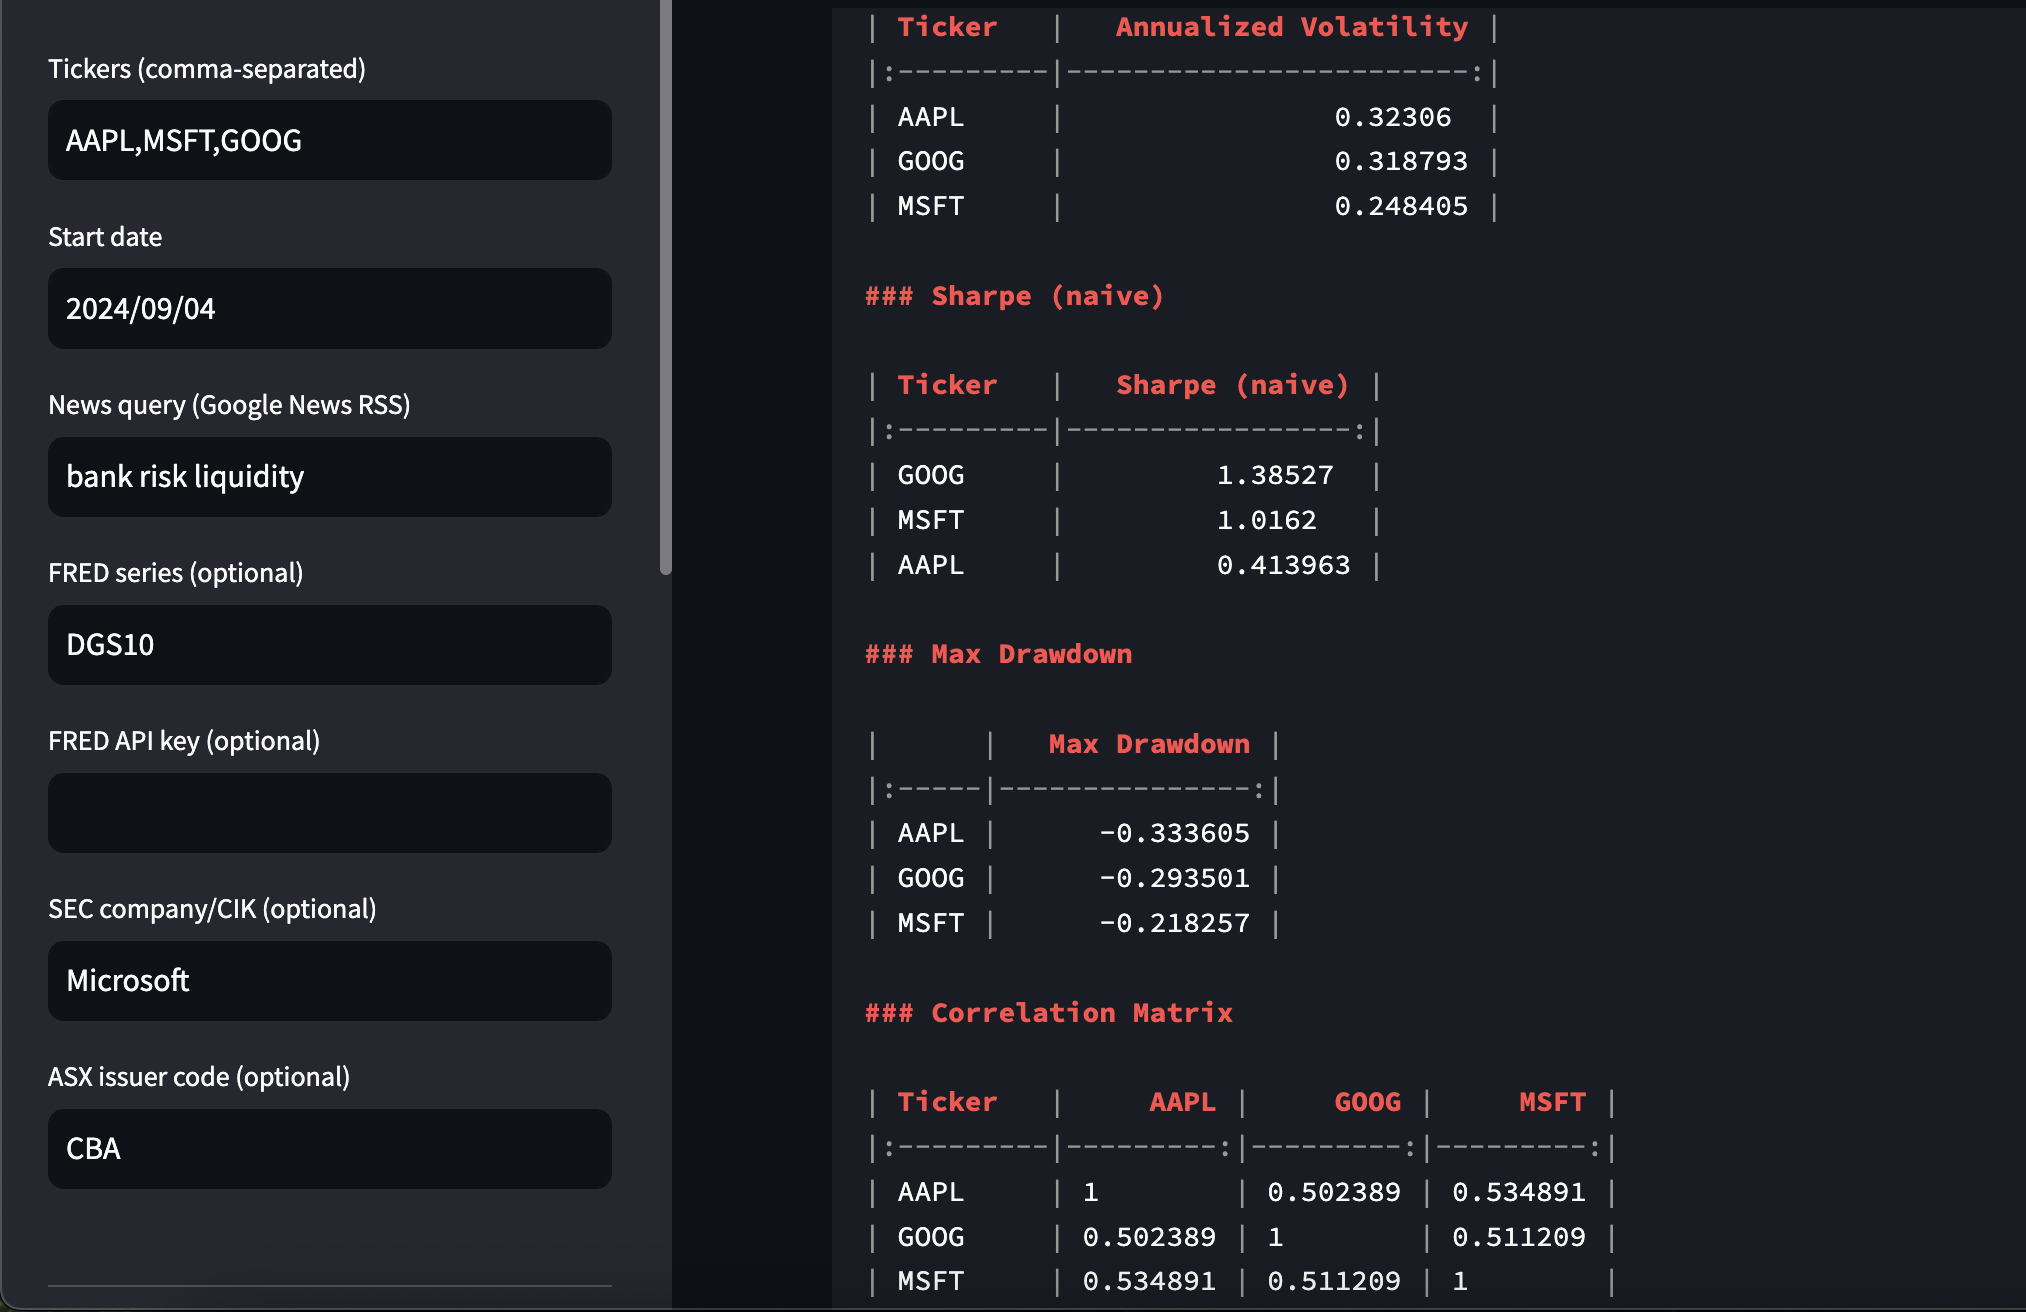 Tickers (comma-separated)
AAPL,MSFT,GOOG
Start date
2024/09/04
News query (Google News RSS)
bank risk liquidity
FRED series (optional)
DGS10
FRED API key (optional)
SEC company/CIK (optional)
Microsoft
ASX issuer code (optional)
CBA
| Ticker   |   Annualized Volatility |
|:---------|------------------------:|
| AAPL     |                0.32306  |
| GOOG     |                0.318793 |
| MSFT     |                0.248405 |
### Sharpe (naive)
| Ticker   |   Sharpe (naive) |
|:---------|-----------------:|
| GOOG     |         1.38527  |
| MSFT     |         1.0162   |
| AAPL     |         0.413963 |
### Max Drawdown
|      |   Max Drawdown |
|:-----|---------------:|
| AAPL |      -0.333605 |
| GOOG |      -0.293501 |
| MSFT |      -0.218257 |
### Correlation Matrix
| Ticker   |     AAPL |     GOOG |     MSFT |
|:---------|---------:|---------:|---------:|
| AAPL     | 1        | 0.502389 | 0.534891 |
| GOOG     | 0.502389 | 1        | 0.511209 |
| MSFT     | 0.534891 | 0.511209 | 1        |